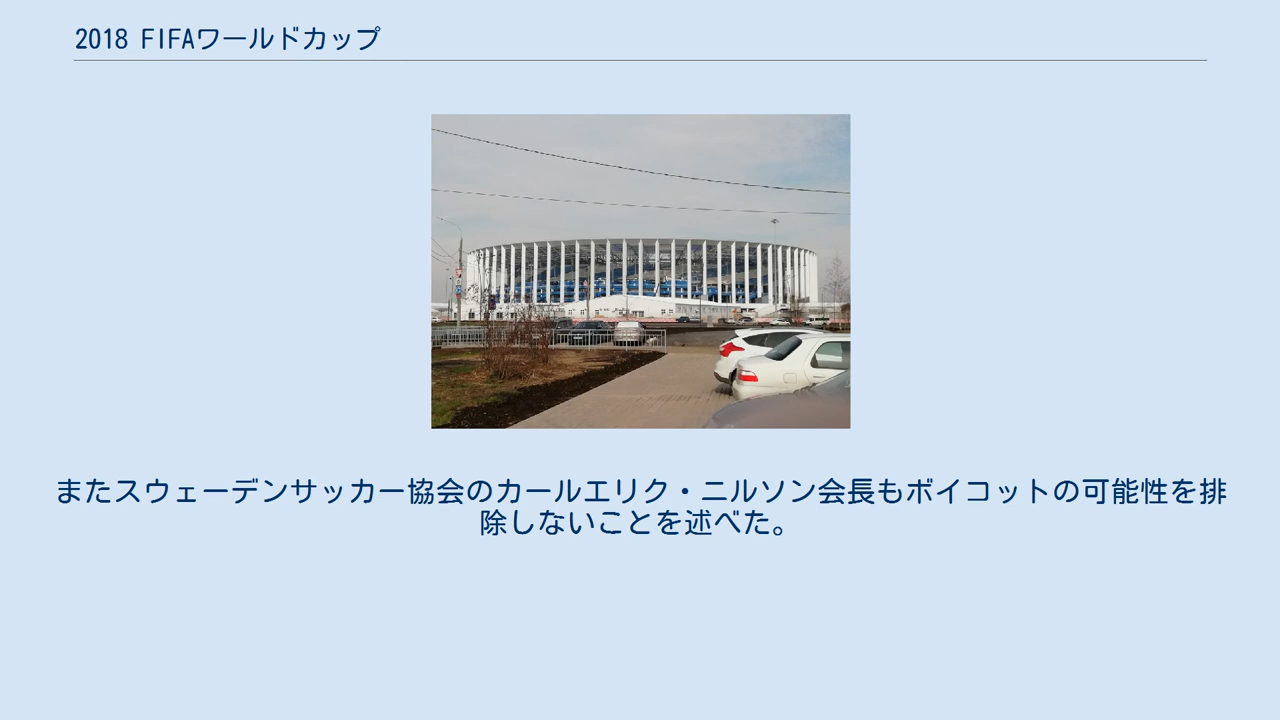 2018 FIFAワールドカップ
またスウェーデンサッカー協会のカールエリク・ニルソン会長もボイコットの可能性を排
除しないことを述べた。